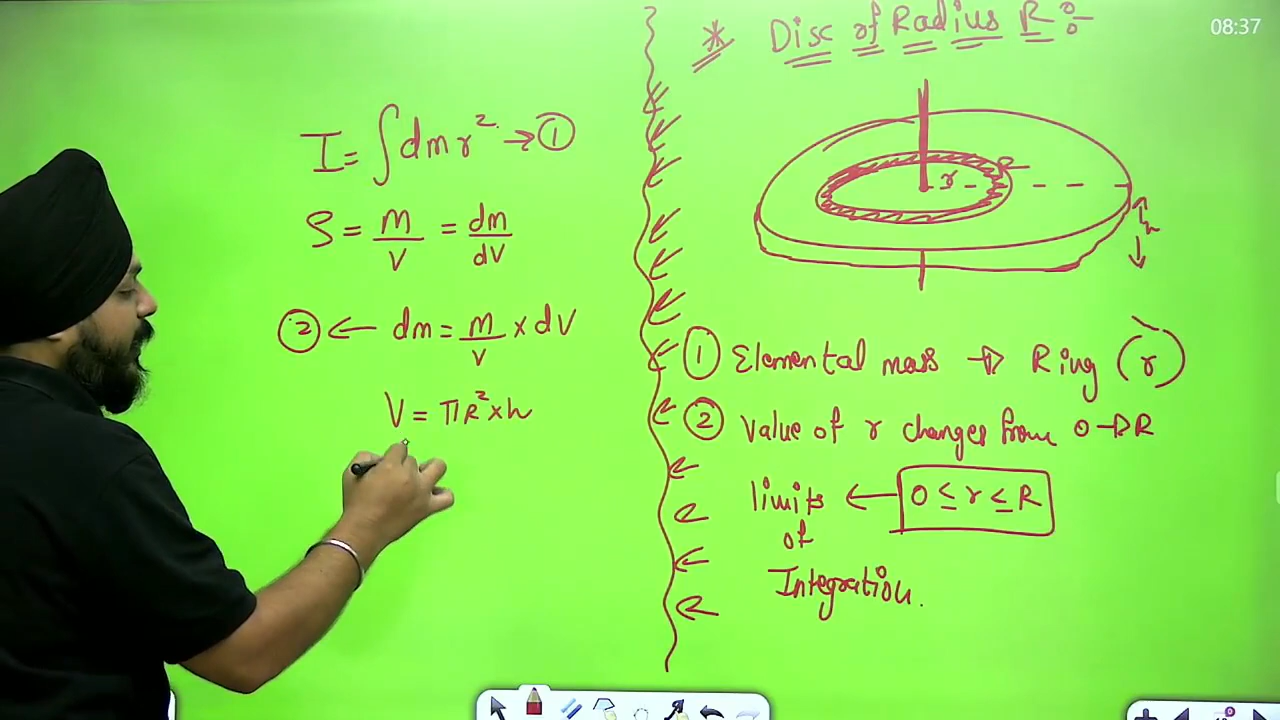 08:37
* Disc of Radius R :-
r
h
I = ∫ dm r² → ①
ρ = M/V = dm/dV
② ← dm = M/V × dV
V = πR² × h
① Elemental mass → Ring (r)
② Value of r changes from 0 → R
limits ← 0 ≤ r ≤ R
of
Integration.